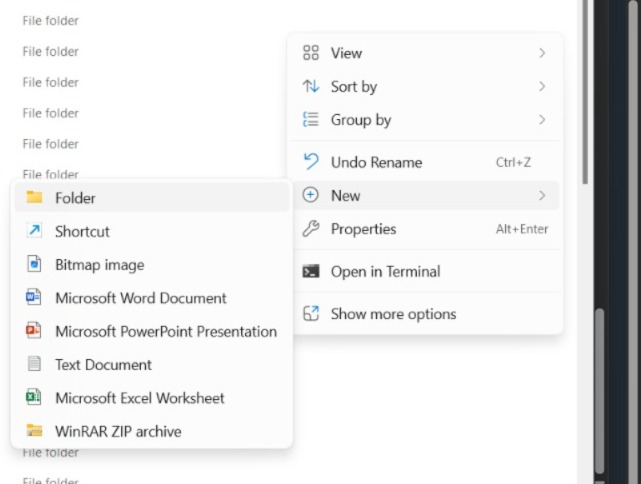 File folder
File folder
File folder
File folder
File folder
File folder
View
Sort by
Group by
Undo Rename Ctrl+Z
New
Properties Alt+Enter
Open in Terminal
Show more options
Folder
Shortcut
Bitmap image
Microsoft Word Document
Microsoft PowerPoint Presentation
Text Document
Microsoft Excel Worksheet
WinRAR ZIP archive
File folder
File folder